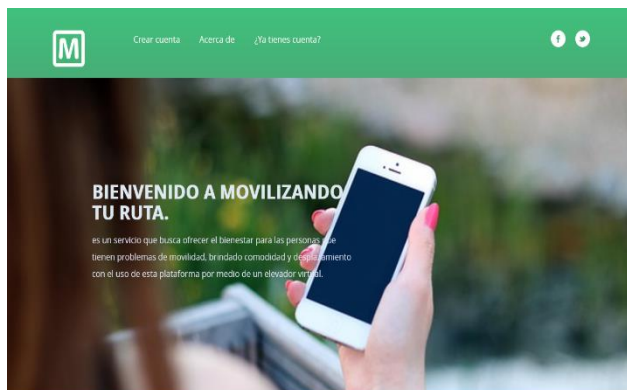 M
Crear cuenta Acerca de ¿Ya tienes cuenta?
BIENVENIDO A MOVILIZANDO
TU RUTA.
es un servicio que busca ofrecer el bienestar para las personas que
tienen problemas de movilidad, brindado comodidad y desplazamiento
con el uso de esta plataforma por medio de un elevador virtual.